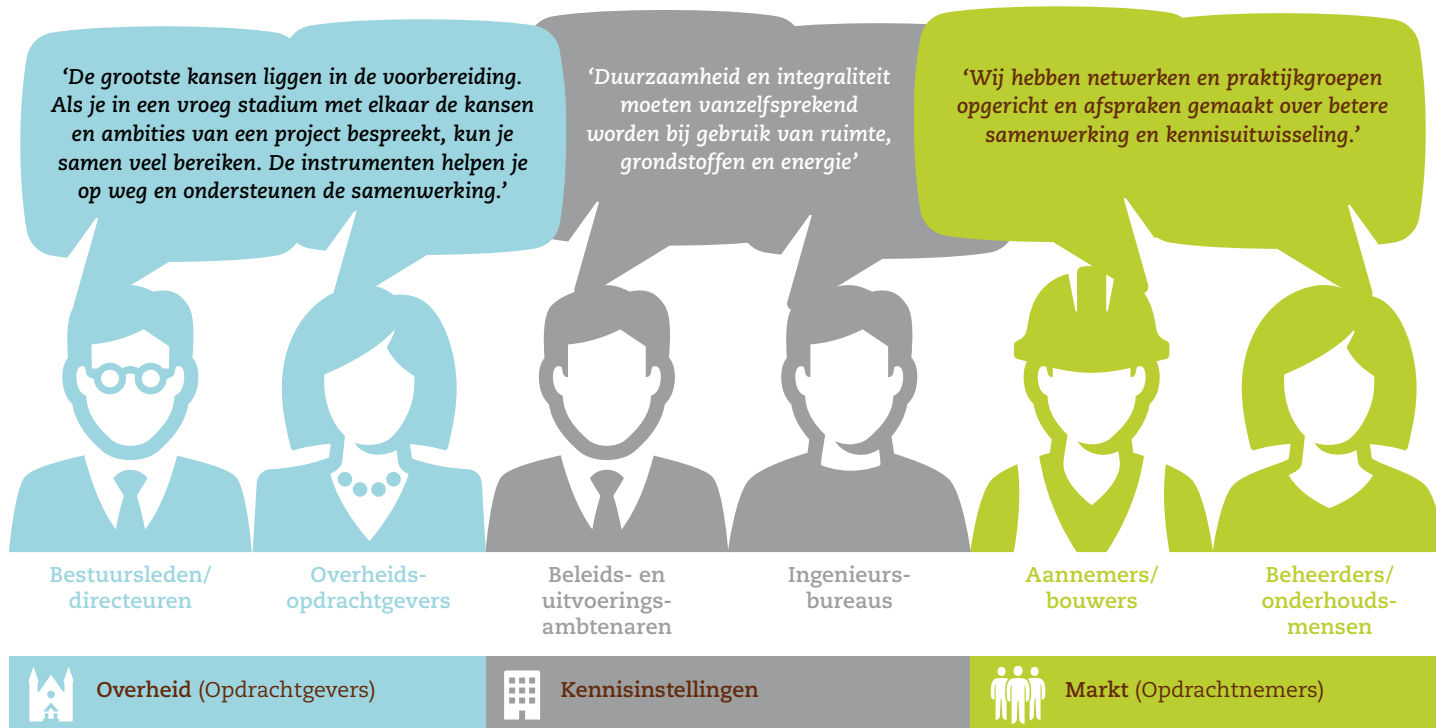 ‘De grootste kansen liggen in de voorbereiding.
Als je in een vroeg stadium met elkaar de kansen
en ambities van een project bespreekt, kun je
samen veel bereiken. De instrumenten helpen je
op weg en ondersteunen de samenwerking.’
‘Duurzaamheid en integraliteit
moeten vanzelfsprekend
worden bij gebruik van ruimte,
grondstoffen en energie’
‘Wij hebben netwerken en praktijkgroepen
opgericht en afspraken gemaakt over betere
samenwerking en kennisuitwisseling.’
Bestuursleden/
directeuren
Overheids-
opdrachtgevers
Beleids- en
uitvoerings-
ambtenaren
Ingenieurs-
bureaus
Aannemers/
bouwers
Beheerders/
onderhouds-
mensen
Overheid (Opdrachtgevers)
Kennisinstellingen
Markt (Opdrachtnemers)